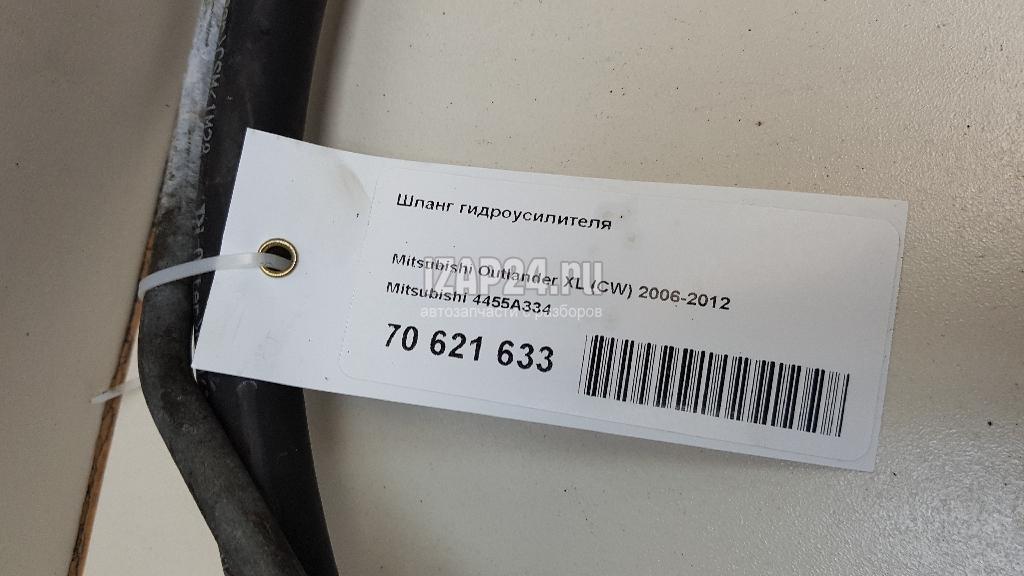 Шланг гидроусилителя
Mitsubishi Outlander XL (CW) 2006-2012
IZAP24.ru
Mitsubishi 4455A334
автозапчасти с разборов
70 621 633